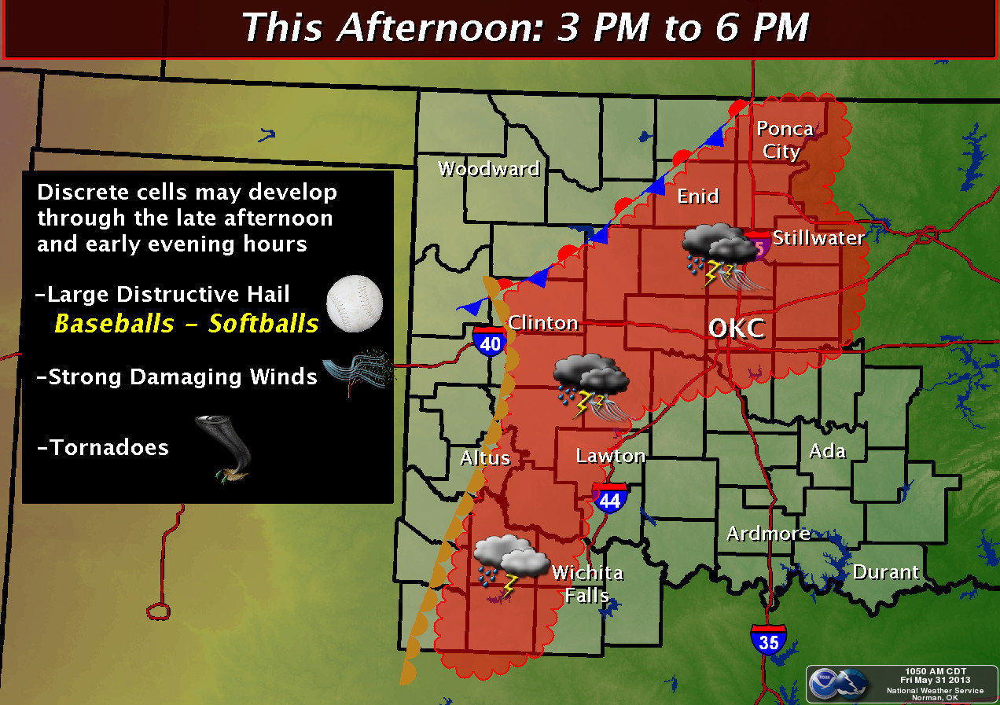 This Afternoon: 3 PM to 6 PM
Ponca
City
Woodward
Enid
Discrete cells may develop
through the late afternoon
and early evening hours
Stillwater
5
-Large Distructive Hail
Baseballs - Softballs
Clinton
OKC
40
-Strong Damaging Winds
-Tornadoes
Altus
Lawton
Ada
44
Ardmore
Wichita
Falls
Durant
35
1050 AM CDT
Fri May 31 2013
National Weather Service
Norman, OK